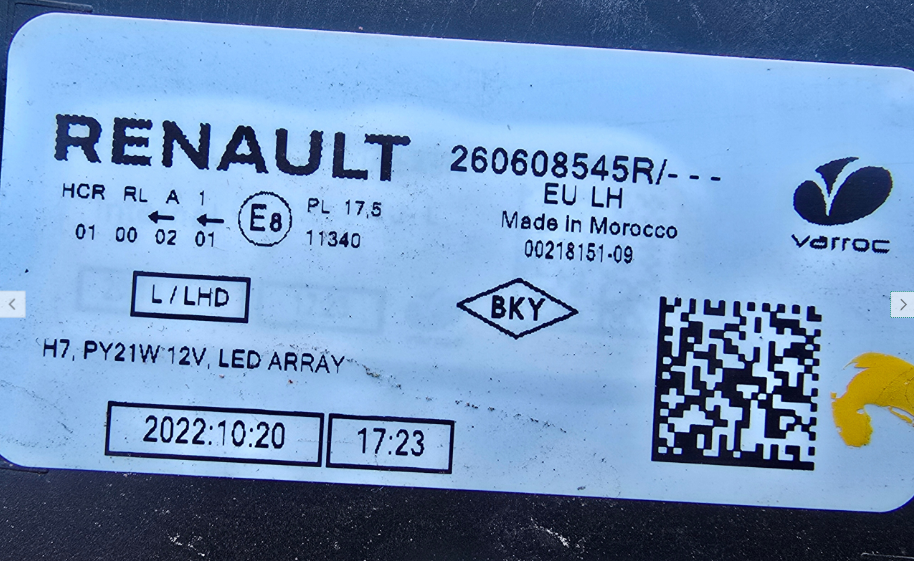 RENAULT
260608545R/---
EU LH
Made In Morocco
00218151-09
varroc
HCR RL A 1
← ←
01 00 02 01
E8
PL 17,5
11340
L / LHD
BKY
H7, PY21W 12V, LED ARRAY
2022:10:20
17:23